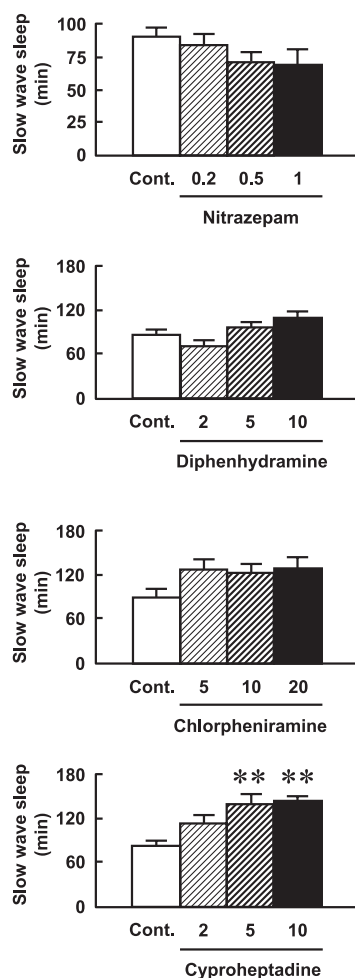 Slow wave sleep
(min)
100
75
50
25
0
Cont. 0.2 0.5 1
Nitrazepam
Slow wave sleep
(min)
180
120
60
0
Cont. 2 5 10
Diphenhydramine
Slow wave sleep
(min)
180
120
60
0
Cont. 5 10 20
Chlorpheniramine
Slow wave sleep
(min)
180
120
60
0
** **
Cont. 2 5 10
Cyproheptadine